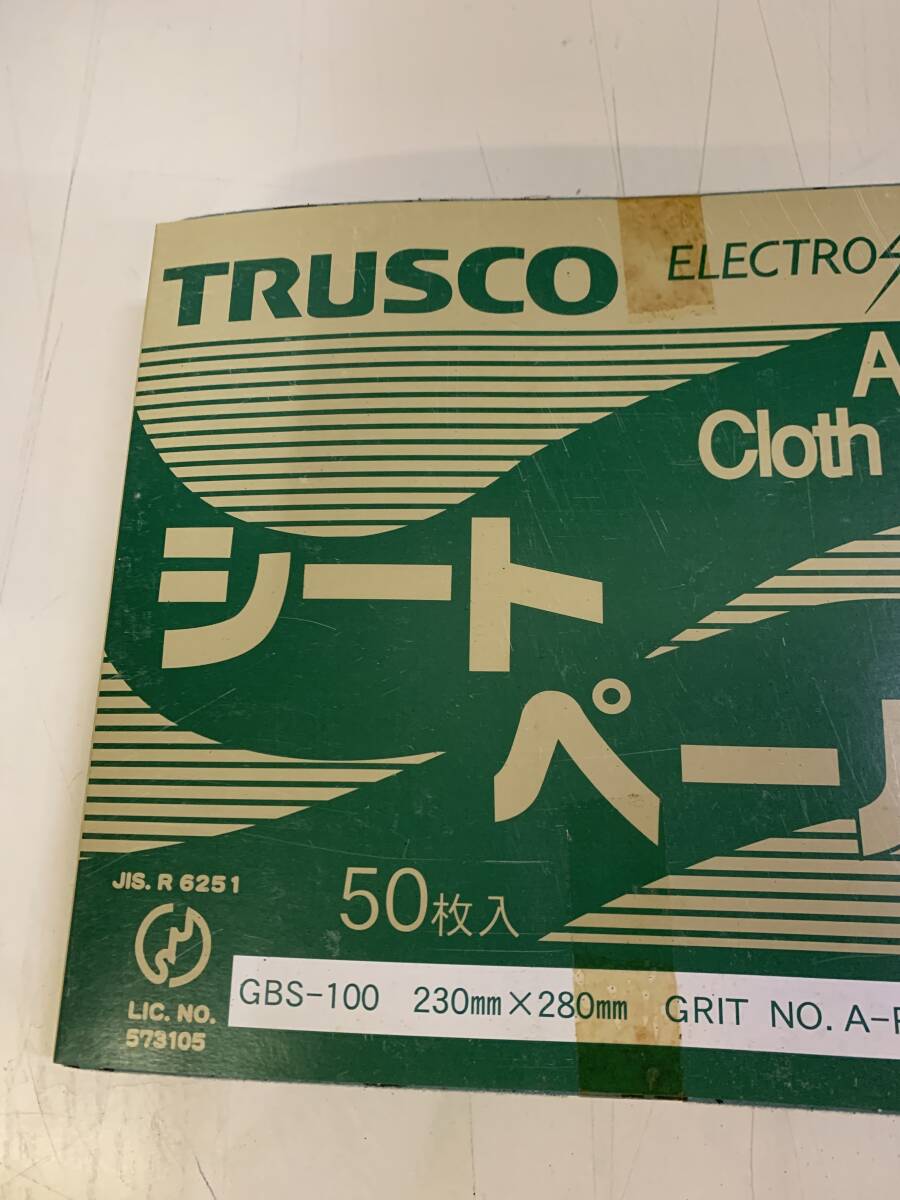 TRUSCO ELECTRO
A
Cloth
シート
ペー
50枚入
JIS. R 6251
LIC. NO.
573105
GBS-100 230mm×280mm GRIT NO. A-P